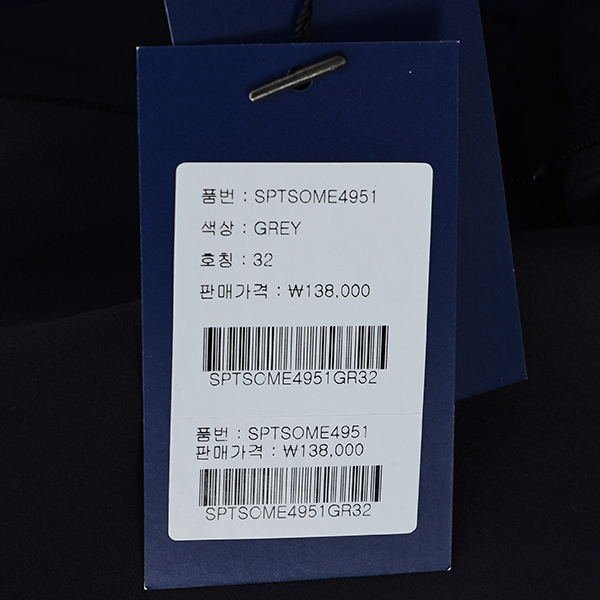 품번 : SPTSOME4951
색상 : GREY
호칭 : 32
판매가격 : ₩138,000
SPTSOME4951GR32
품번 : SPTSOME4951
판매가격 : ₩138,000
SPTSOME4951GR32